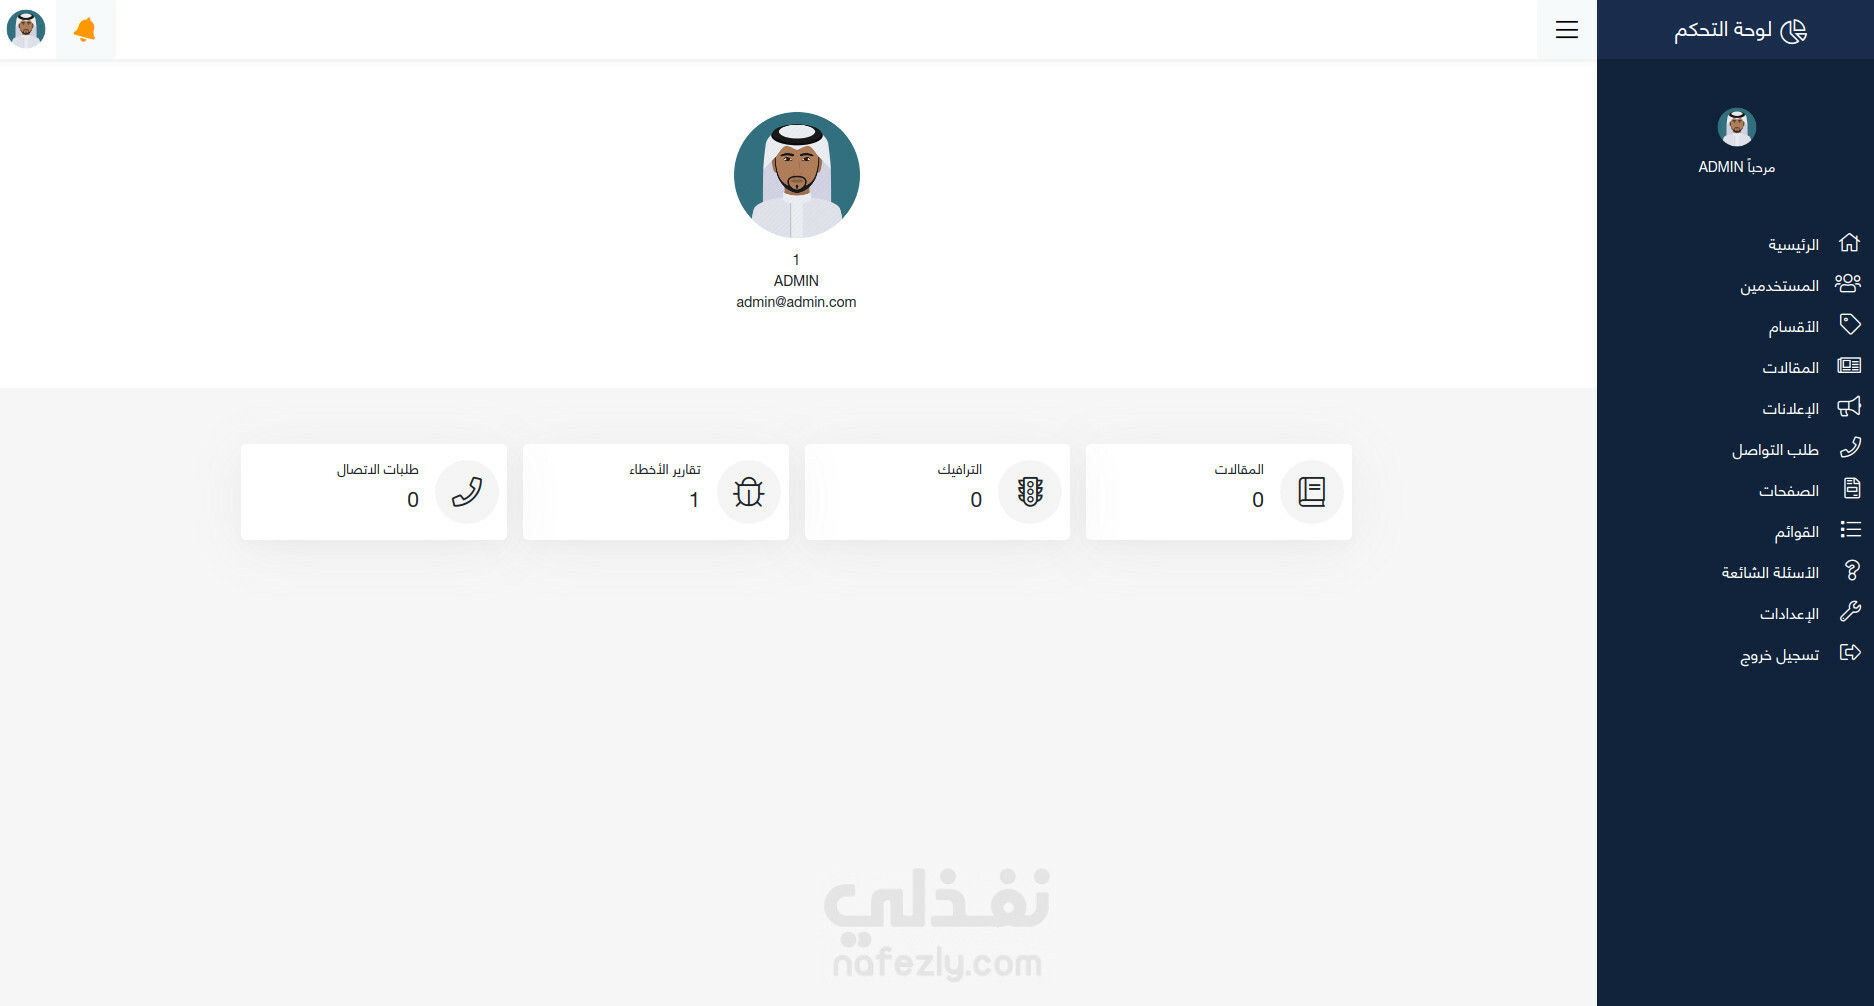 لوحة التحكم
مرحباً ADMIN
الرئيسية
المستخدمين
الأقسام
المقالات
الإعلانات
طلب التواصل
الصفحات
القوائم
الأسئلة الشائعة
الإعدادات
تسجيل خروج
1
ADMIN
admin@admin.com
المقالات
0
الترافيك
0
تقارير الأخطاء
1
طلبات الاتصال
0
نفذلي
nafezly.com